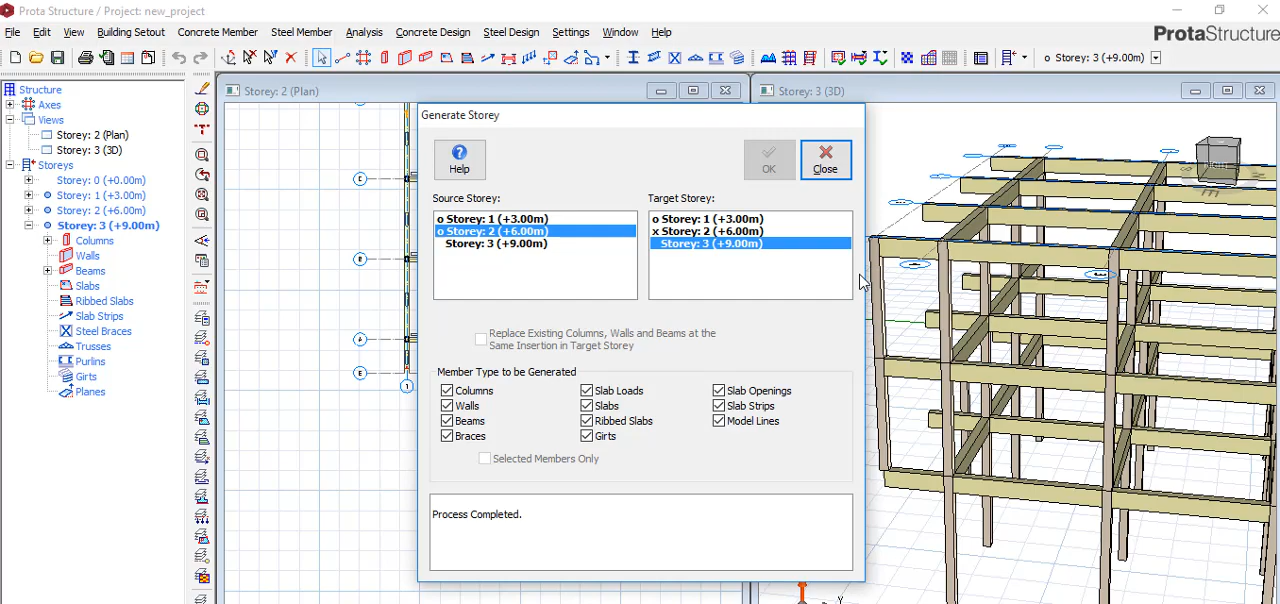 Prota Structure / Project: new_project
File Edit View Building Setout Concrete Member Steel Member Analysis Concrete Design Steel Design Settings Window Help
ProtaStructure
o Storey: 3 (+9.00m)
Structure
Axes
Views
Storey: 2 (Plan)
Storey: 3 (3D)
Storeys
Storey: 0 (+0.00m)
Storey: 1 (+3.00m)
Storey: 2 (+6.00m)
Storey: 3 (+9.00m)
Columns
Walls
Beams
Slabs
Ribbed Slabs
Slab Strips
Steel Braces
Trusses
Purlins
Girts
Planes
Storey: 2 (Plan)
C
B
A
E
1
Generate Storey
Help
OK
Close
Source Storey:
o Storey: 1 (+3.00m)
o Storey: 2 (+6.00m)
Storey: 3 (+9.00m)
Target Storey:
o Storey: 1 (+3.00m)
x Storey: 2 (+6.00m)
Storey: 3 (+9.00m)
Replace Existing Columns, Walls and Beams at the
Same Insertion in Target Storey
Member Type to be Generated
Columns Slab Loads Slab Openings
Walls Slabs Slab Strips
Beams Ribbed Slabs Model Lines
Braces Girts
Selected Members Only
Process Completed.
Storey: 3 (3D)
Y